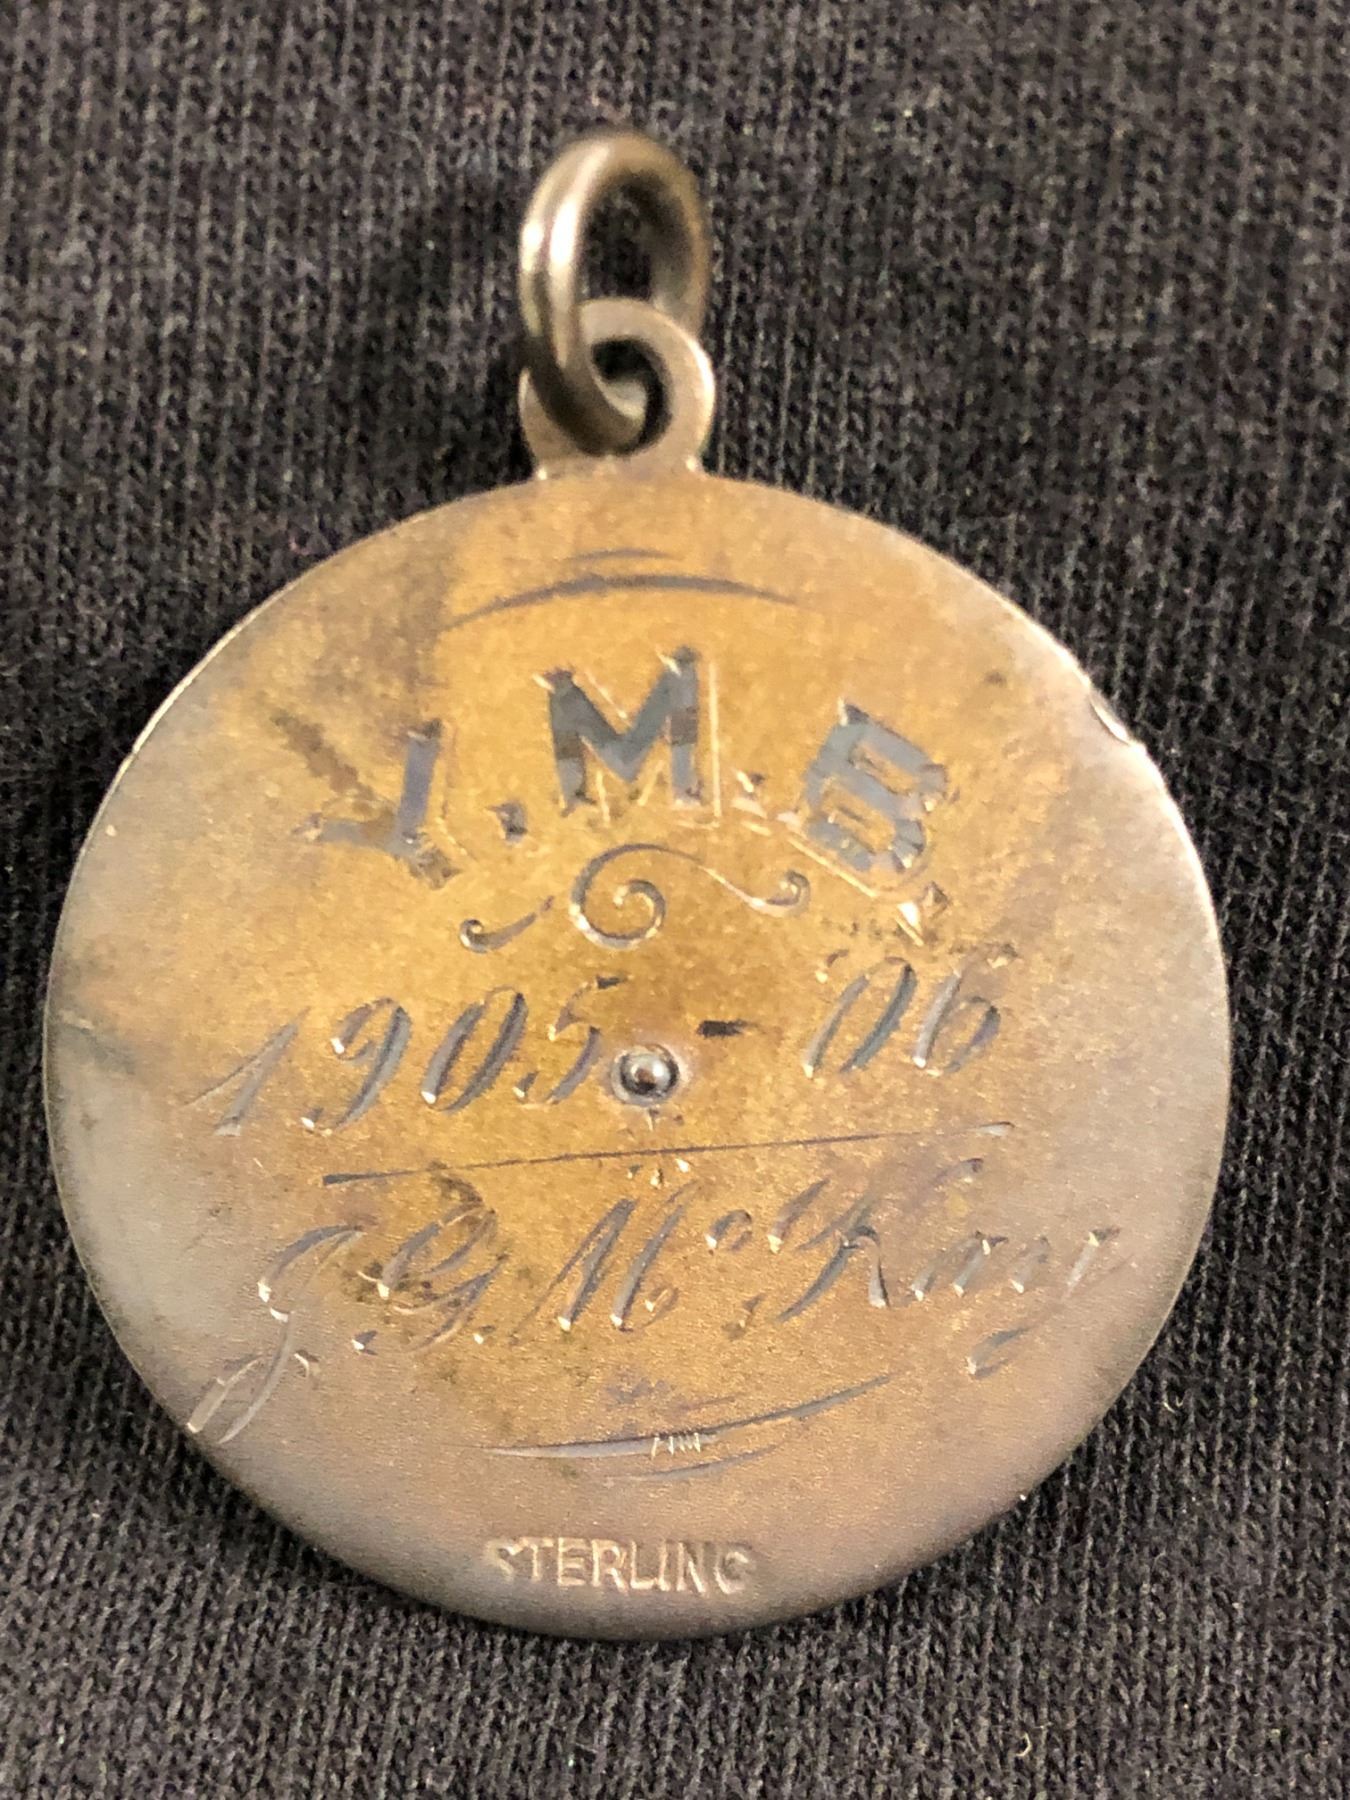 Y.M.B.
1905-'06
J.G. McKay
STERLING